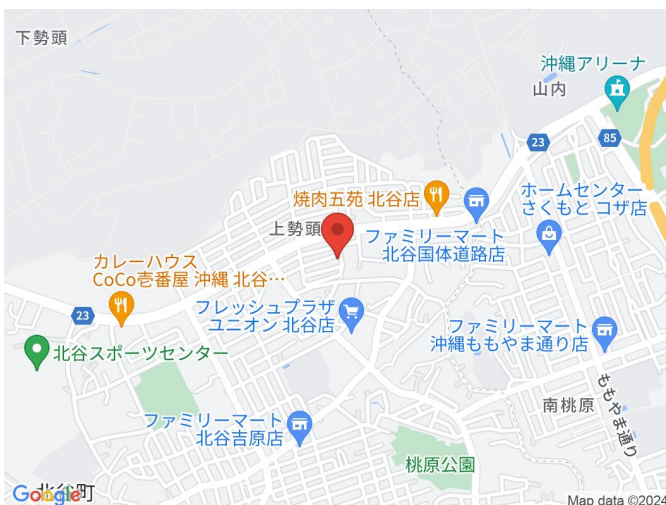 下勢頭
沖縄アリーナ
山内
23
85
焼肉五苑 北谷店
ホームセンター
さくもと コザ店
上勢頭
ファミリーマート
北谷国体道路店
カレーハウス
CoCo壱番屋 沖縄 北谷…
フレッシュプラザ
ユニオン 北谷店
23
ファミリーマート
沖縄ももやま通り店
北谷スポーツセンター
ももやま通り
南桃原
ファミリーマート
北谷吉原店
桃原公園
北谷町
Google
Map data ©2024